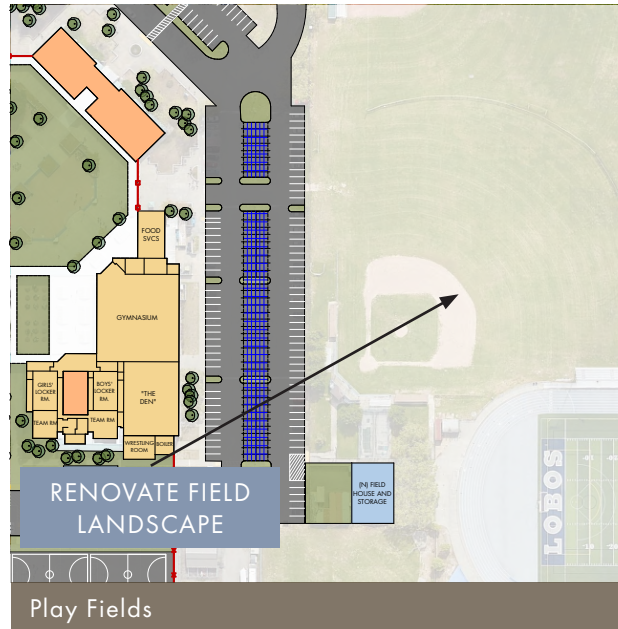 FOOD
SVCS
GYMNASIUM
GIRLS'
LOCKER
RM.
BOYS'
LOCKER
RM.
"THE
DEN"
TEAM RM
TEAM RM
WRESTLING
ROOM
BOILER
RENOVATE FIELD
LANDSCAPE
(N) FIELD
HOUSE AND
STORAGE
LOBOS
Play Fields